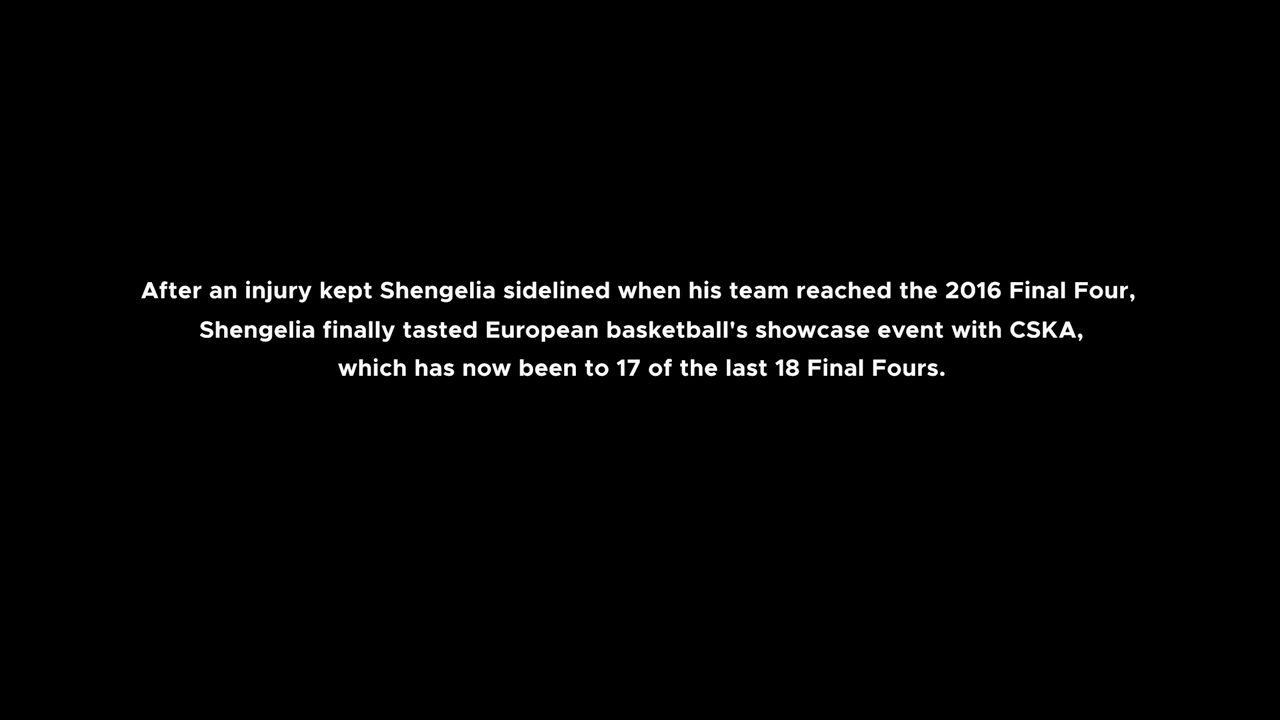 After an injury kept Shengelia sidelined when his team reached the 2016 Final Four,
Shengelia finally tasted European basketball's showcase event with CSKA,
which has now been to 17 of the last 18 Final Fours.